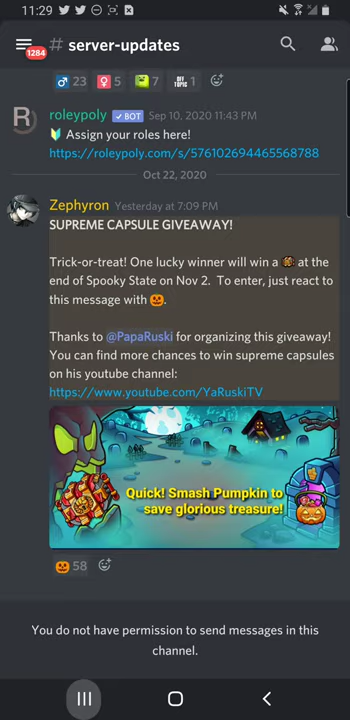 11:29
1284
# server-updates
23
5
7
OFF TOPIC 1
roleypoly ✓ BOT Sep 10, 2020 11:43 PM
Assign your roles here!
https://roleypoly.com/s/576102694465568788
Oct 22, 2020
Zephyron Yesterday at 7:09 PM
SUPREME CAPSULE GIVEAWAY!
Trick-or-treat! One lucky winner will win a at the
end of Spooky State on Nov 2. To enter, just react to
this message with 🎃.
Thanks to @PapaRuski for organizing this giveaway!
You can find more chances to win supreme capsules
on his youtube channel:
https://www.youtube.com/YaRuskiTV
Quick! Smash Pumpkin to
save glorious treasure!
🎃 58
You do not have permission to send messages in this
channel.